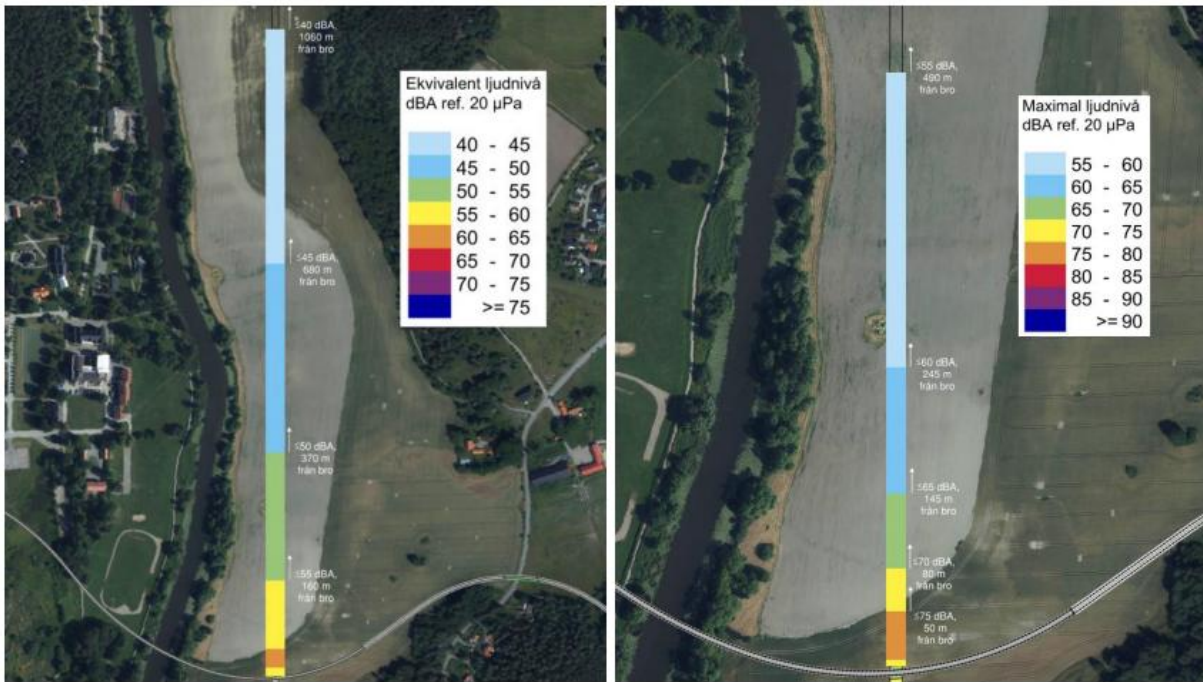 ≤40 dBA,
1060 m
från bro
Ekvivalent ljudnivå
dBA ref. 20 µPa
40 - 45
45 - 50
50 - 55
55 - 60
60 - 65
65 - 70
70 - 75
>= 75
≤45 dBA,
680 m
från bro
≤50 dBA,
370 m
från bro
≤55 dBA,
160 m
från bro
≤55 dBA,
490 m
från bro
Maximal ljudnivå
dBA ref. 20 µPa
55 - 60
60 - 65
65 - 70
70 - 75
75 - 80
80 - 85
85 - 90
>= 90
≤60 dBA,
245 m
från bro
≤65 dBA,
145 m
från bro
≤70 dBA,
80 m
från bro
≤75 dBA,
50 m
från bro